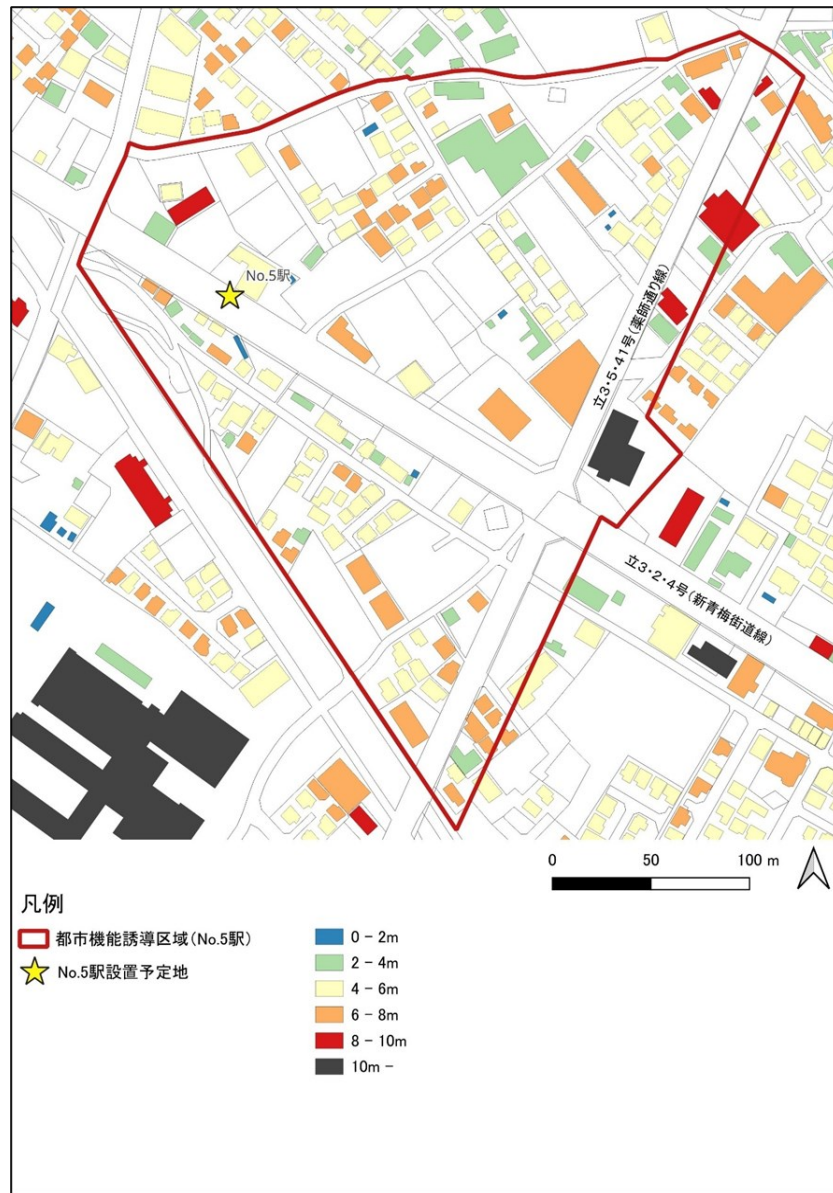 No.5駅
立3・5・41号(薬師通り線)
立3・2・4号(新青梅街道線)
0 50 100 m
凡例
都市機能誘導区域(No.5駅)
No.5駅設置予定地
0 - 2m
2 - 4m
4 - 6m
6 - 8m
8 - 10m
10m -